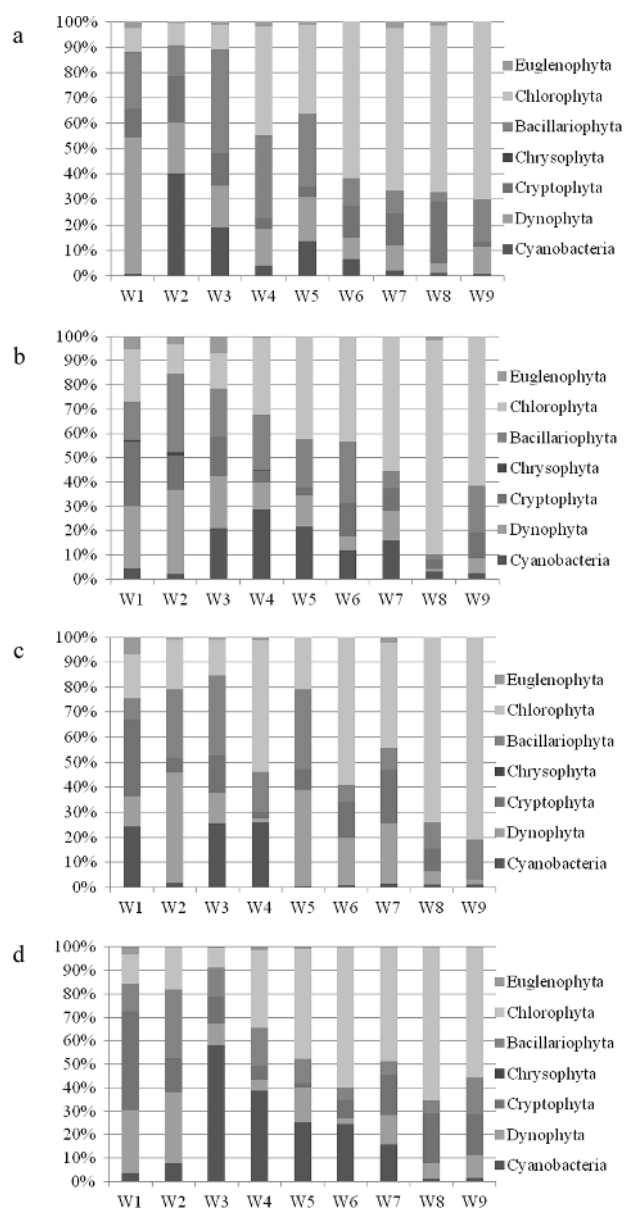 a
100%
90%
80%
70%
60%
50%
40%
30%
20%
10%
0%
W1 W2 W3 W4 W5 W6 W7 W8 W9
Euglenophyta
Chlorophyta
Bacillariophyta
Chrysophyta
Cryptophyta
Dynophyta
Cyanobacteria
b
100%
90%
80%
70%
60%
50%
40%
30%
20%
10%
0%
W1 W2 W3 W4 W5 W6 W7 W8 W9
Euglenophyta
Chlorophyta
Bacillariophyta
Chrysophyta
Cryptophyta
Dynophyta
Cyanobacteria
c
100%
90%
80%
70%
60%
50%
40%
30%
20%
10%
0%
W1 W2 W3 W4 W5 W6 W7 W8 W9
Euglenophyta
Chlorophyta
Bacillariophyta
Chrysophyta
Cryptophyta
Dynophyta
Cyanobacteria
d
100%
90%
80%
70%
60%
50%
40%
30%
20%
10%
0%
W1 W2 W3 W4 W5 W6 W7 W8 W9
Euglenophyta
Chlorophyta
Bacillariophyta
Chrysophyta
Cryptophyta
Dynophyta
Cyanobacteria